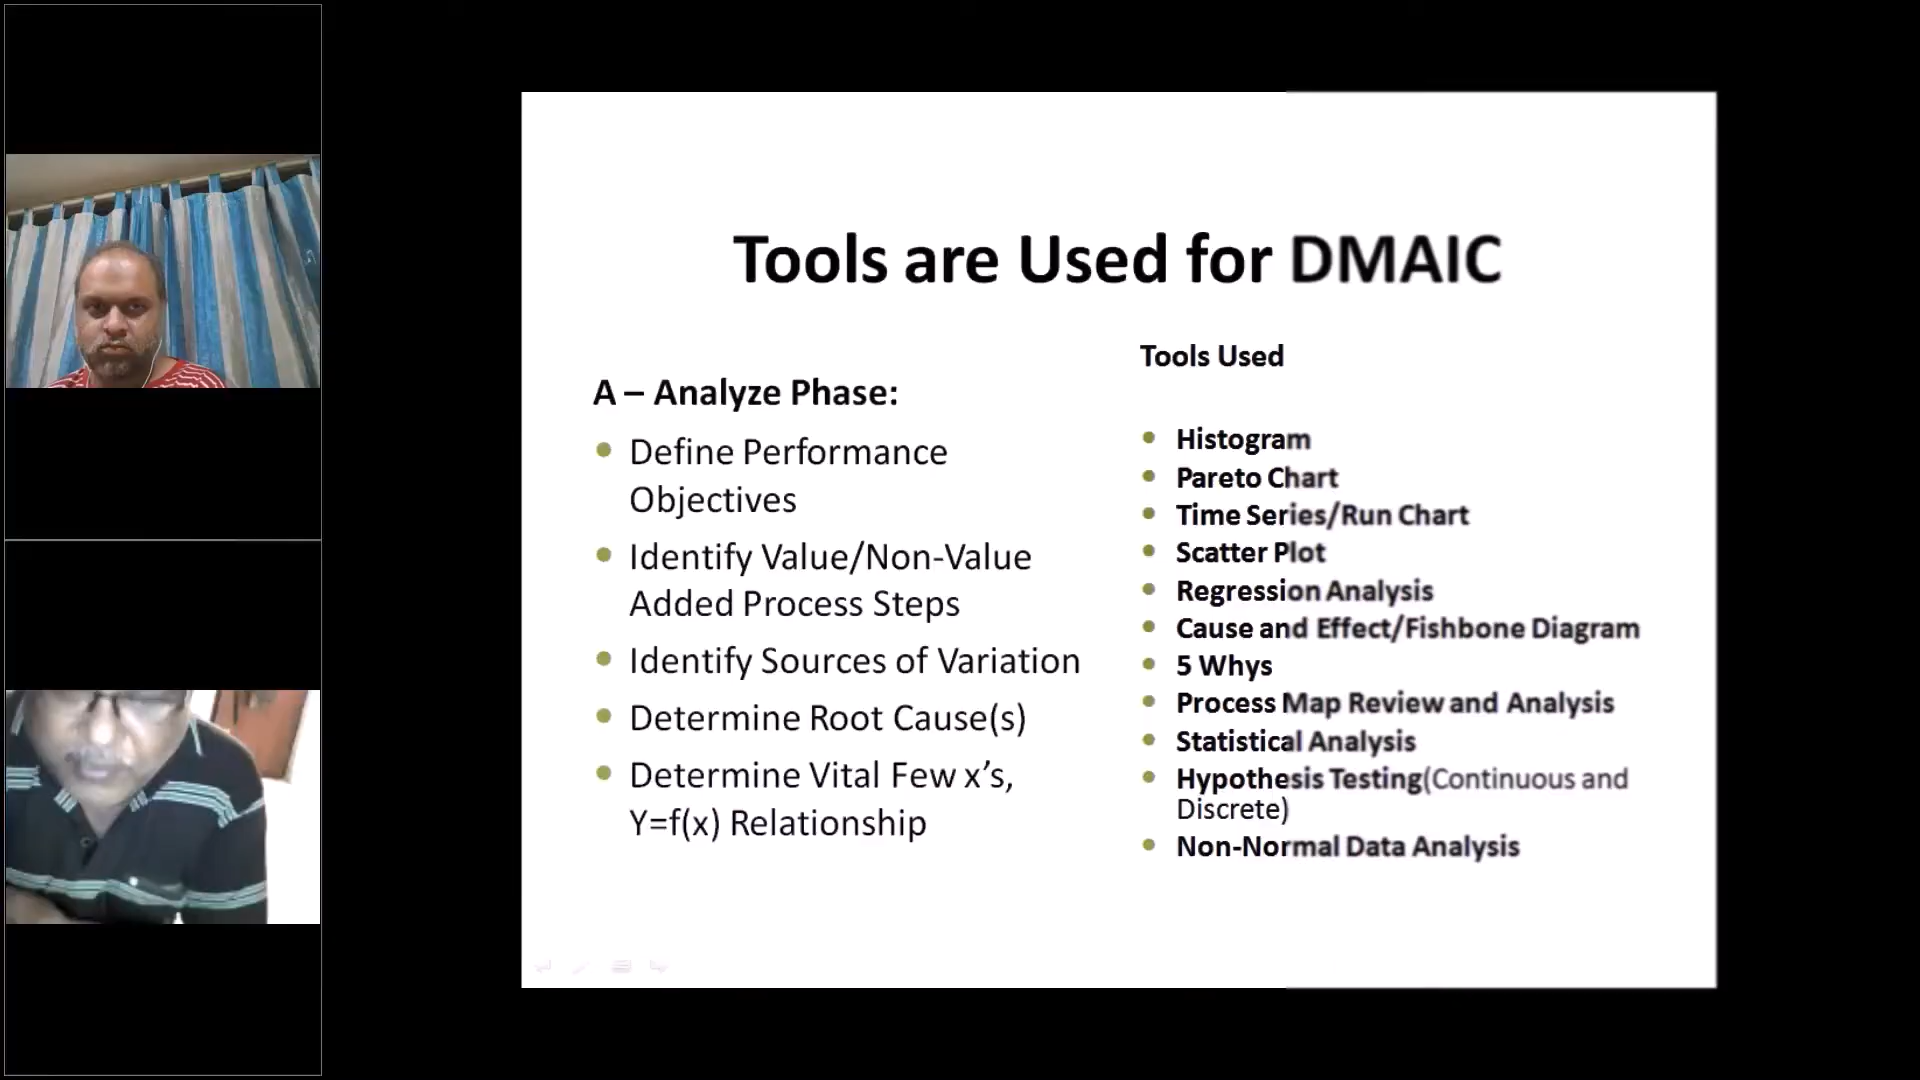 Tools are Used for DMAIC
A – Analyze Phase:
Define Performance
Objectives
Identify Value/Non-Value
Added Process Steps
Identify Sources of Variation
Determine Root Cause(s)
Determine Vital Few x’s,
Y=f(x) Relationship
Tools Used
Histogram
Pareto Chart
Time Series/Run Chart
Scatter Plot
Regression Analysis
Cause and Effect/Fishbone Diagram
5 Whys
Process Map Review and Analysis
Statistical Analysis
Hypothesis Testing(Continuous and
Discrete)
Non-Normal Data Analysis